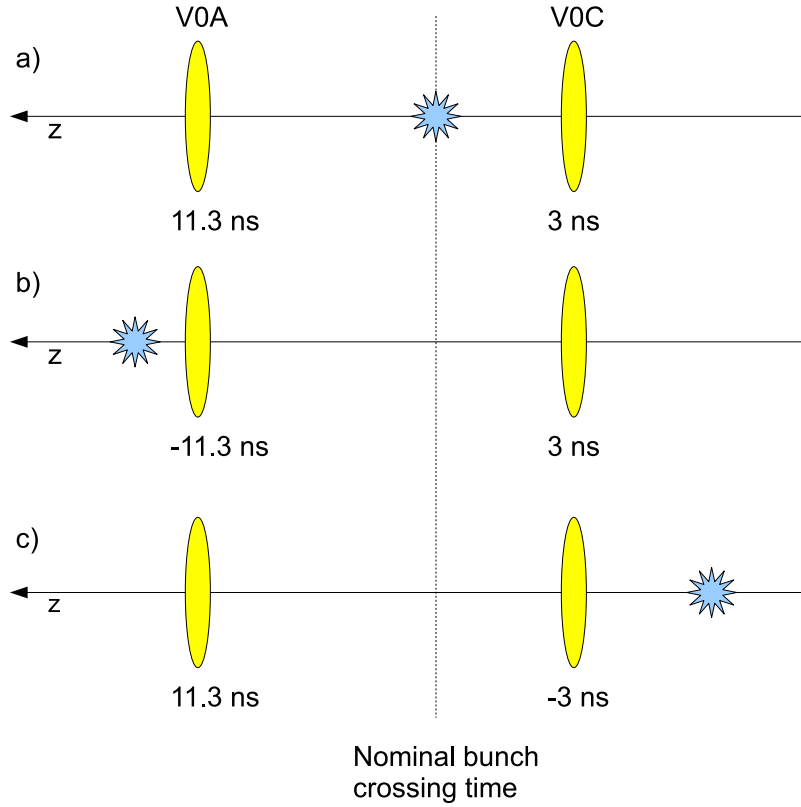 V0A V0C
a)
z
11.3 ns 3 ns
b)
z
-11.3 ns 3 ns
c)
z
11.3 ns -3 ns
Nominal bunch
crossing time